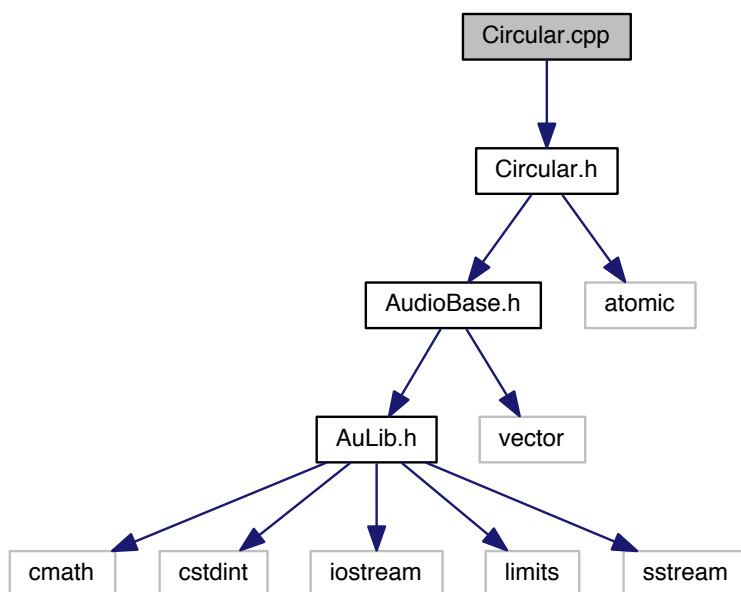 Circular.cpp
Circular.h
AudioBase.h
atomic
AuLib.h
vector
cmath
cstdint
iostream
limits
sstream